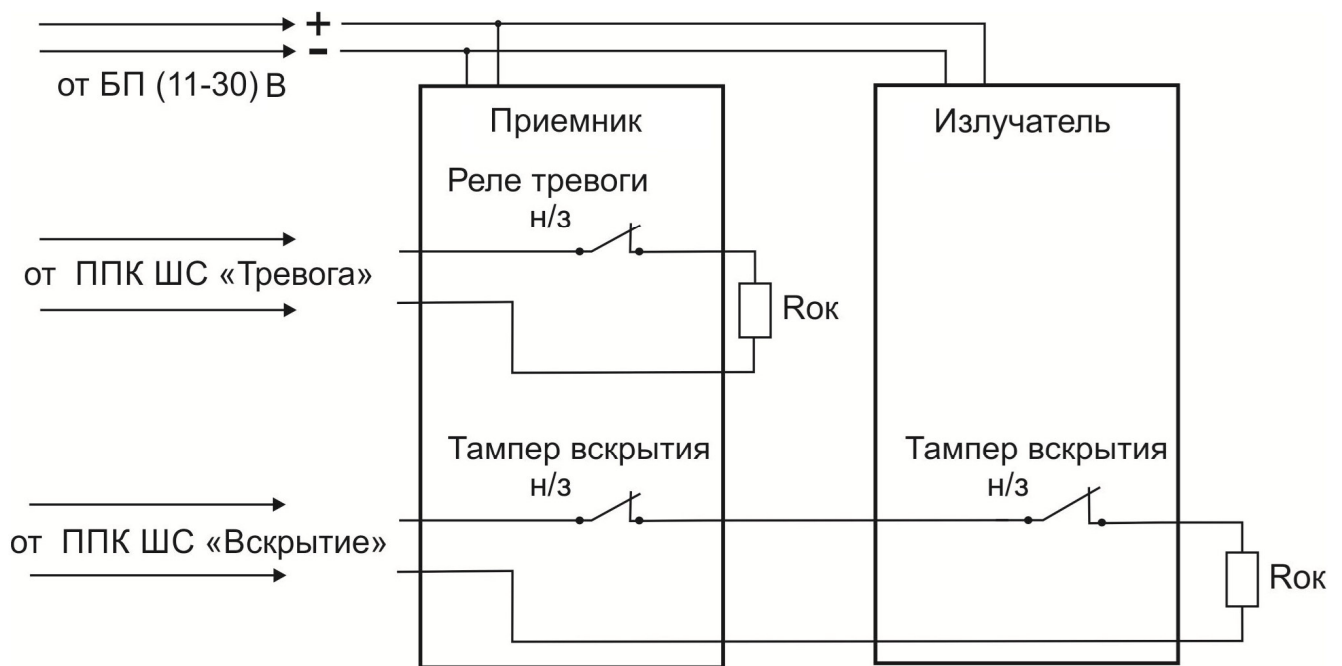 +
-
от БП (11-30) В
Приемник
Излучатель
Реле тревоги
н/з
от ППК ШС «Тревога»
Rок
Тампер вскрытия
н/з
Тампер вскрытия
н/з
от ППК ШС «Вскрытие»
Rок